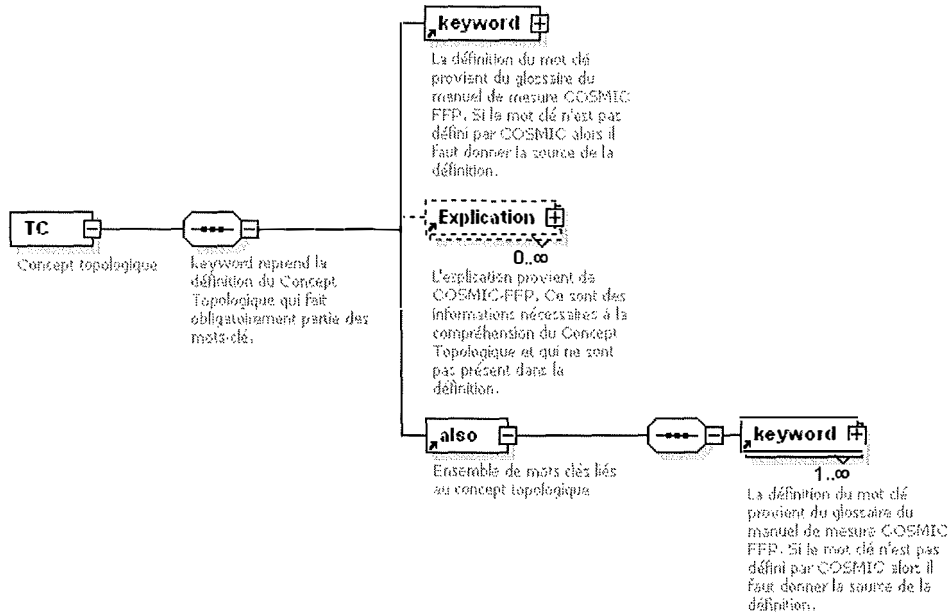 keyword
La définition du mot clé
provient du glossaire du
manuel de mesure COSMIC
FFP. Si le mot clé n'est pas
défini par COSMIC alors il
faut donner la source de la
définition.
TC
Concept topologique
keyword reprend la
définition du Concept
Topologique qui fait
obligatoirement partie des
mots-clé.
Explication
0..∞
L'explication provient de
COSMIC-FFP. Ce sont des
informations nécessaires à la
compréhension du Concept
Topologique et qui ne sont
pas présent dans la
définition.
also
Ensemble de mots clés liés
au concept topologique
keyword
1..∞
La définition du mot clé
provient du glossaire du
manuel de mesure COSMIC
FFP. Si le mot clé n'est pas
défini par COSMIC alors il
faut donner la source de la
définition.